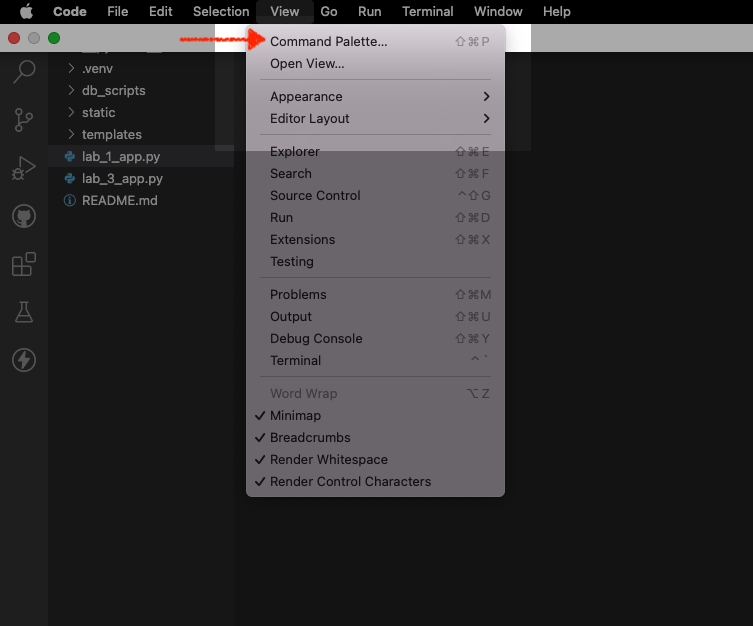 Code File Edit Selection View Go Run Terminal Window Help
.venv
db_scripts
static
templates
lab_1_app.py
lab_3_app.py
README.md
Command Palette... ⇧⌘P
Open View...
Appearance
Editor Layout
Explorer ⇧⌘E
Search ⇧⌘F
Source Control ^⇧G
Run ⇧⌘D
Extensions ⇧⌘X
Testing
Problems ⇧⌘M
Output ⇧⌘U
Debug Console ⇧⌘Y
Terminal ^`
Word Wrap ⌥Z
Minimap
Breadcrumbs
Render Whitespace
Render Control Characters